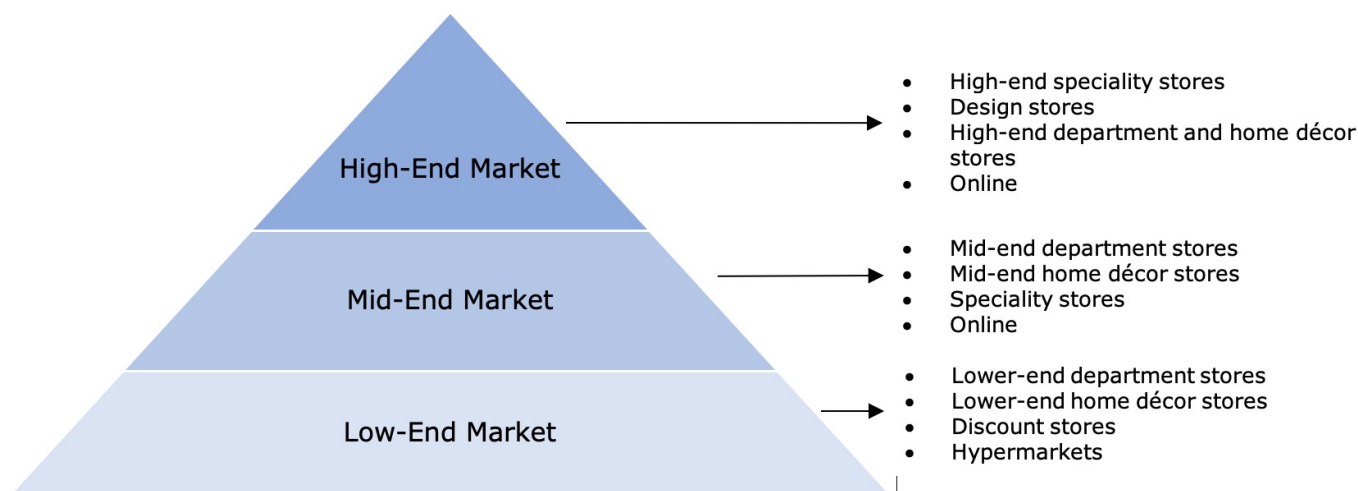 High-End Market
• High-end speciality stores
• Design stores
• High-end department and home décor
stores
• Online
Mid-End Market
• Mid-end department stores
• Mid-end home décor stores
• Speciality stores
• Online
Low-End Market
• Lower-end department stores
• Lower-end home décor stores
• Discount stores
• Hypermarkets